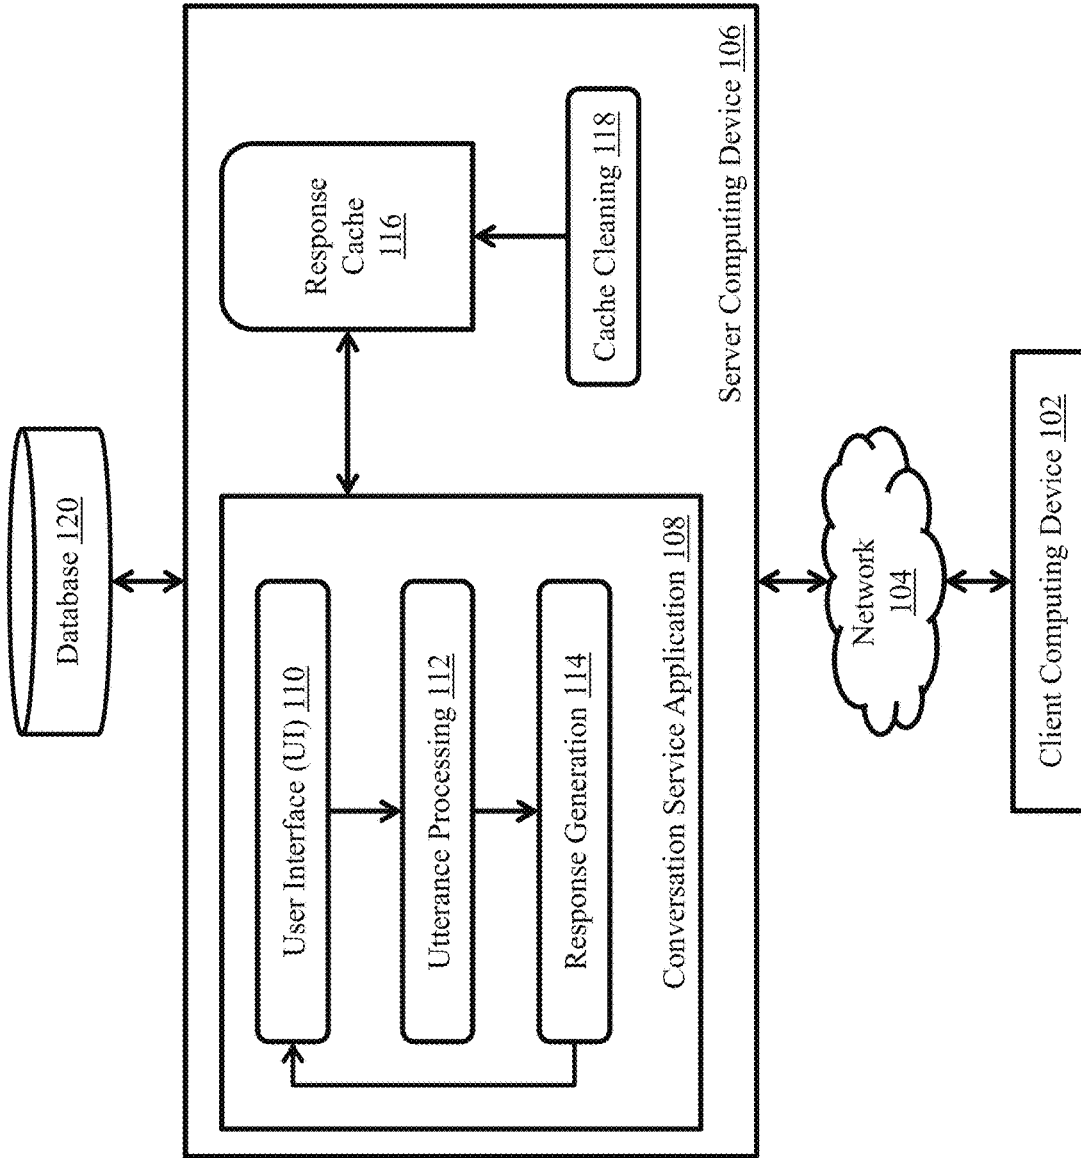 Database 120
User Interface (UI) 110
Utterance Processing 112
Response Generation 114
Conversation Service Application 108
Response
Cache
116
Cache Cleaning 118
Server Computing Device 106
Network
104
Client Computing Device 102